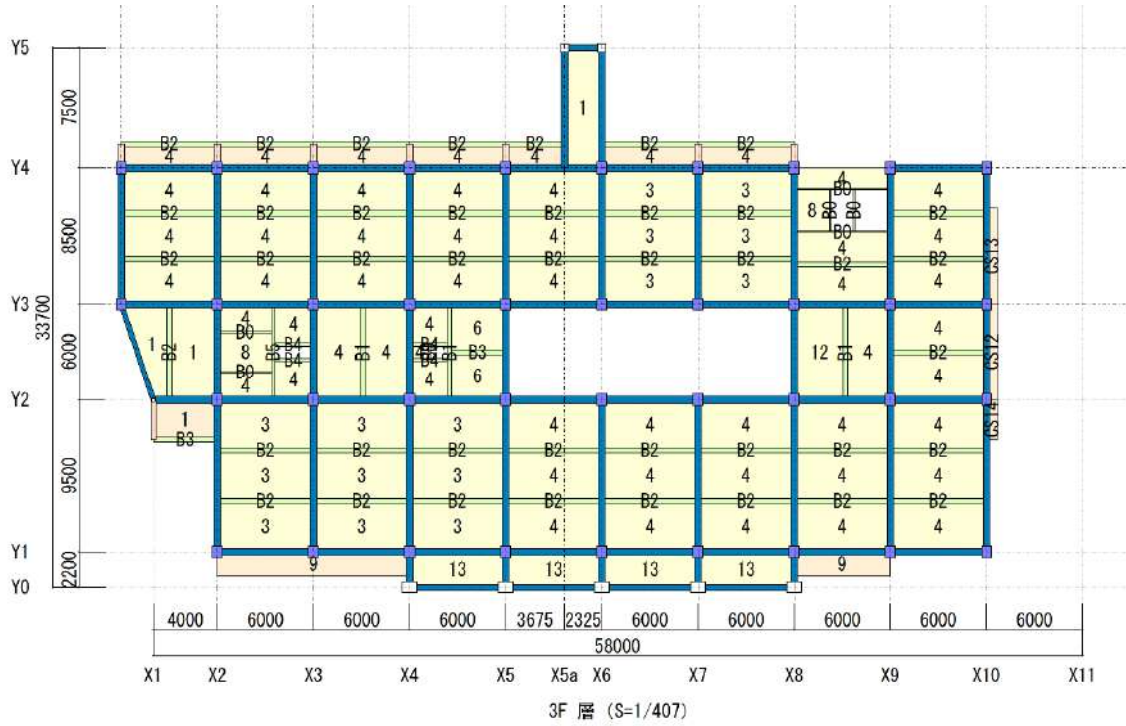 Y5
7500
1
B2 B2 B2 B2 B2 B2 B2
4 4 4 4 4 4 4
Y4
4 4 4 4 4 3 3 4 4
B0
B2 B2 B2 B2 B2 B2 B2 8 B0 B0 B2
8500
4 4 4 4 4 3 3 4
B0
4
B2 B2 B2 B2 B2 B2 B2 B2 B2
4 4 4 4 4 3 3 4 4
CS13
Y3
33700
6000
4 4 4 6 4
B0
1 B2 1 8 B5 B4 4 B1 4 B1 B3 12 B1 4 B2
B4
B0
4 4 4 6 4
CS12
Y2
1
B3
CS14
3 3 3 4 4 4 4 4
B2 B2 B2 B2 B2 B2 B2 B2
9500
3 3 3 4 4 4 4 4
B2 B2 B2 B2 B2 B2 B2 B2
3 3 3 4 4 4 4 4
Y1
2200
9 13 13 13 13 9
Y0
4000 6000 6000 6000 3675 2325 6000 6000 6000 6000 6000
58000
X1 X2 X3 X4 X5 X5a X6 X7 X8 X9 X10 X11
3F 層 (S=1/407)